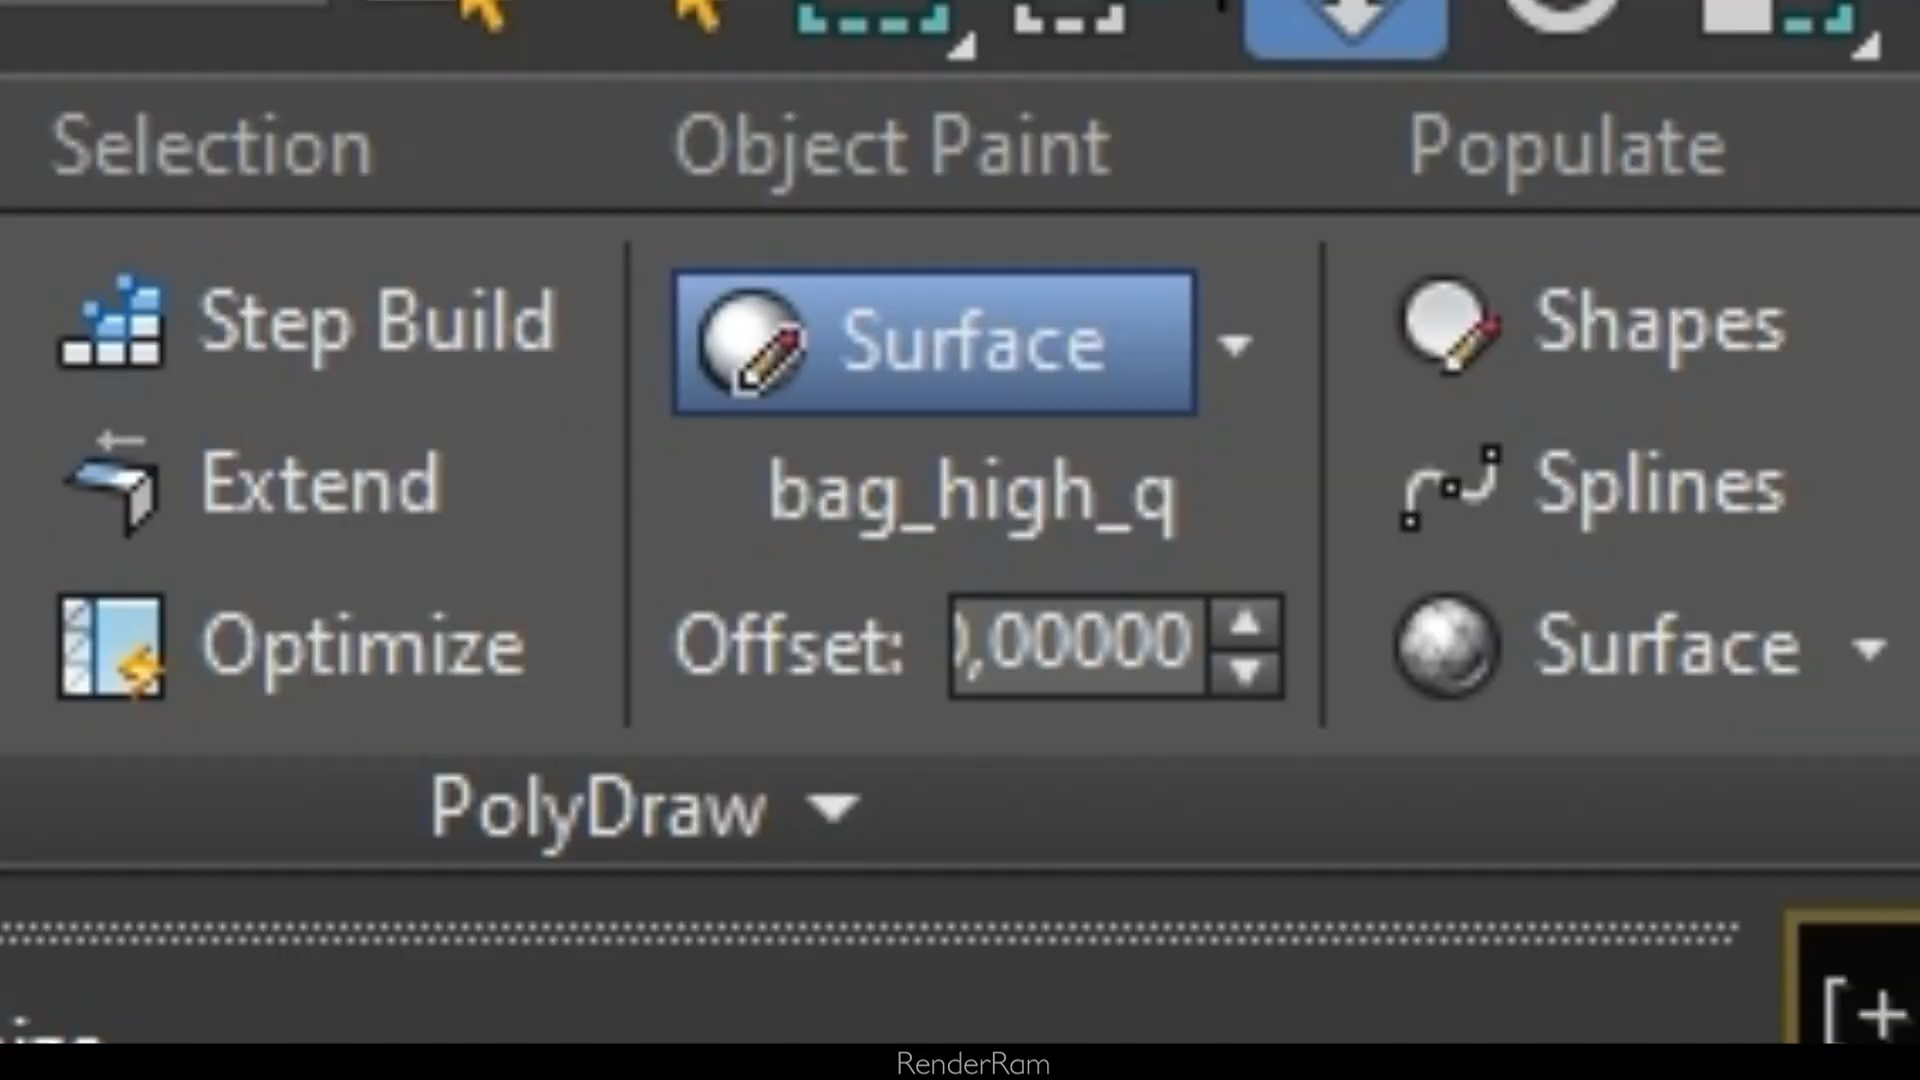 Selection Object Paint Populate
Step Build Surface Shapes
Extend bag_high_q Splines
Optimize Offset: ,00000 Surface
PolyDraw
[+
RenderRam